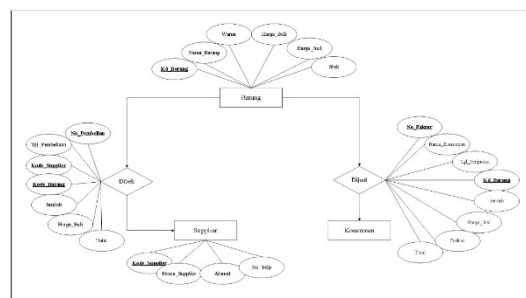 Warna
Harga_Beli
Nama_Barang
Harga_Jual
Kd_Barang
Barang
No_Pembelian
Tgl_Pembelian
Kode_Supplier
Kode_Barang
Jumlah
Harga_Beli
Total
Dibeli
No_Faktur
Nama_Konsumen
Tgl_Penjualan
Kd_Barang
Jumlah
Harga_Jual
Total
Dijual
Supplier
Konsumen
Kode_Supplier
Nama_Supplier
Alamat
No_Telp